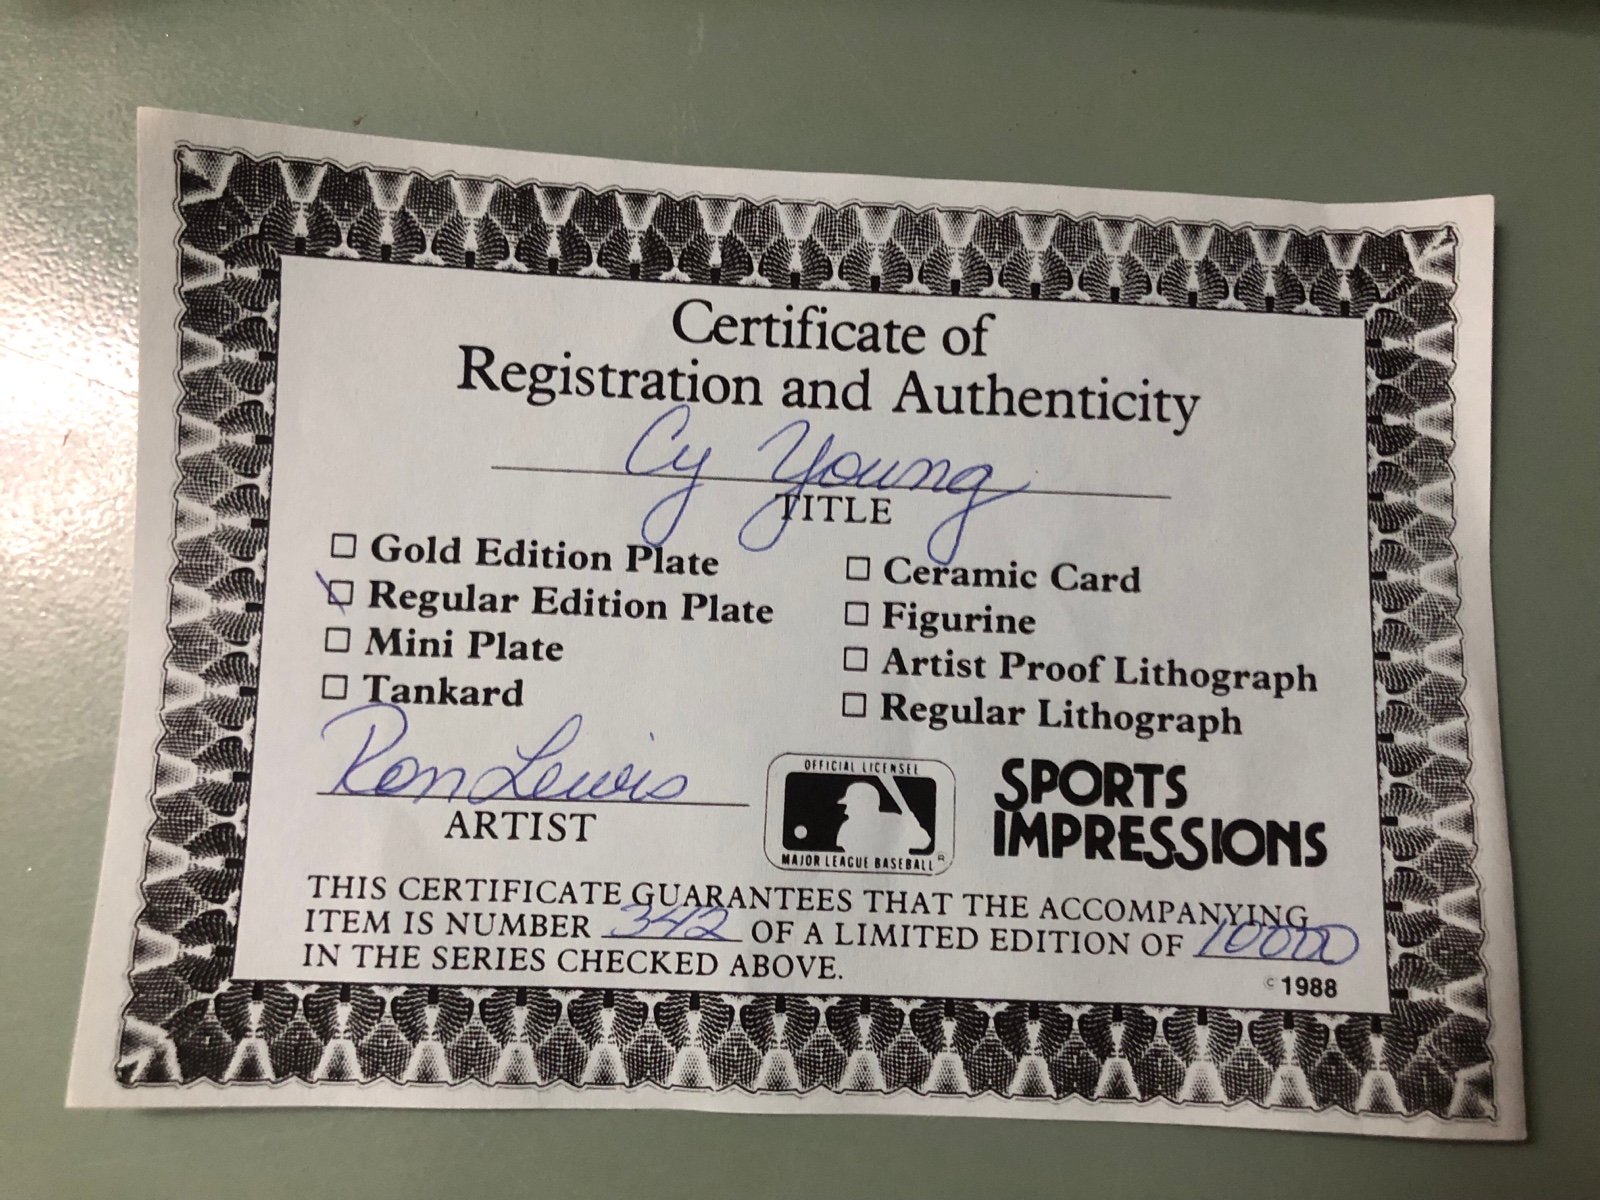 Certificate of
Registration and Authenticity
Cy Young
TITLE
☐ Gold Edition Plate
☐ Regular Edition Plate
☐ Mini Plate
☐ Tankard
☐ Ceramic Card
☐ Figurine
☐ Artist Proof Lithograph
☐ Regular Lithograph
Ron Lewis
ARTIST
OFFICIAL LICENSEE
MAJOR LEAGUE BASEBALL®
SPORTS
IMPRESSIONS
THIS CERTIFICATE GUARANTEES THAT THE ACCOMPANYING
ITEM IS NUMBER 342 OF A LIMITED EDITION OF 10000
IN THE SERIES CHECKED ABOVE.
©1988